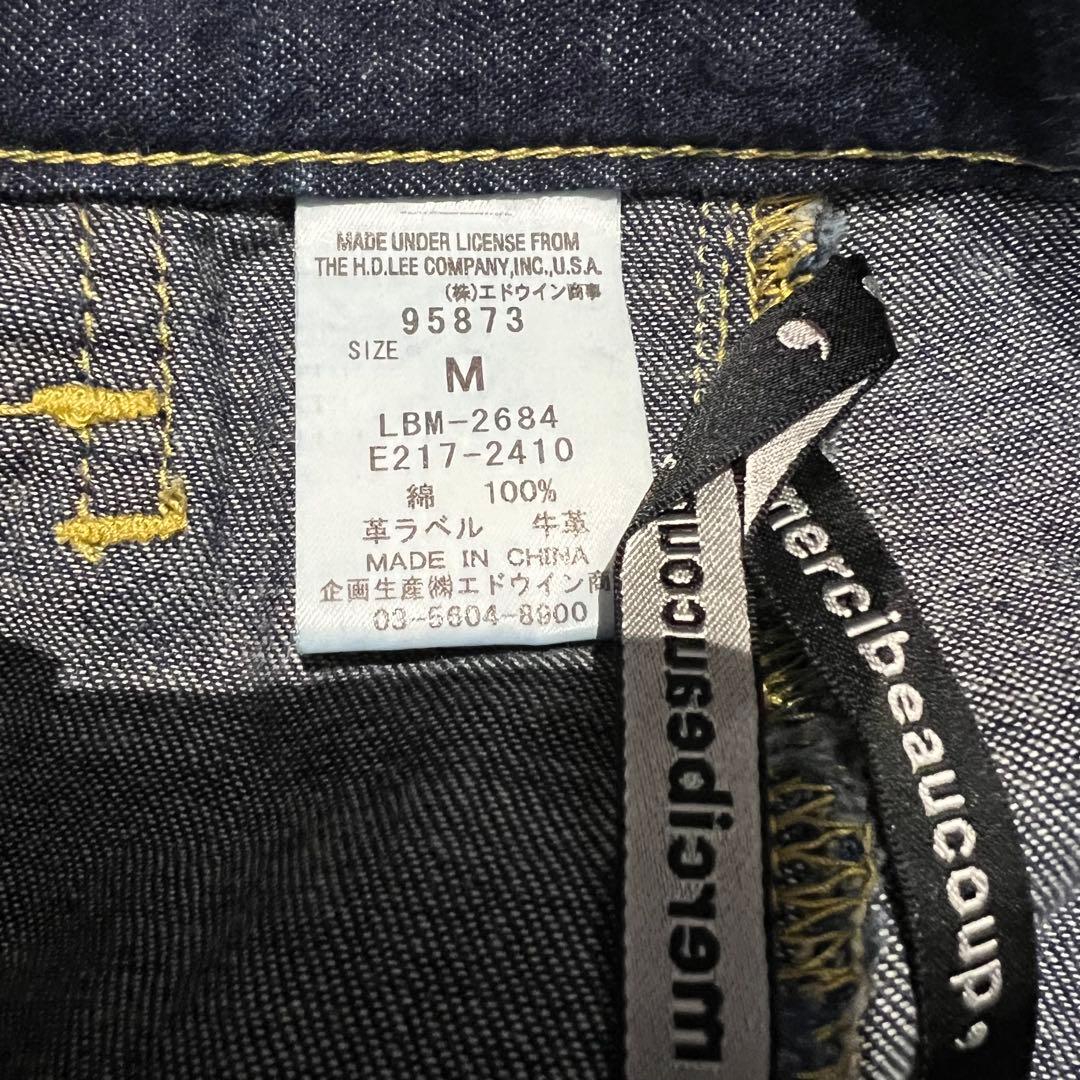 MADE UNDER LICENSE FROM
THE H.D.LEE COMPANY,INC.,U.S.A.
(株)エドウイン商事
95873
SIZE
M
LBM-2684
E217-2410
綿 100%
革ラベル 牛革
MADE IN CHINA
企画生産㈱エドウイン商
03-5604-8900
mercibeaucoup,
mercibeaucoup,